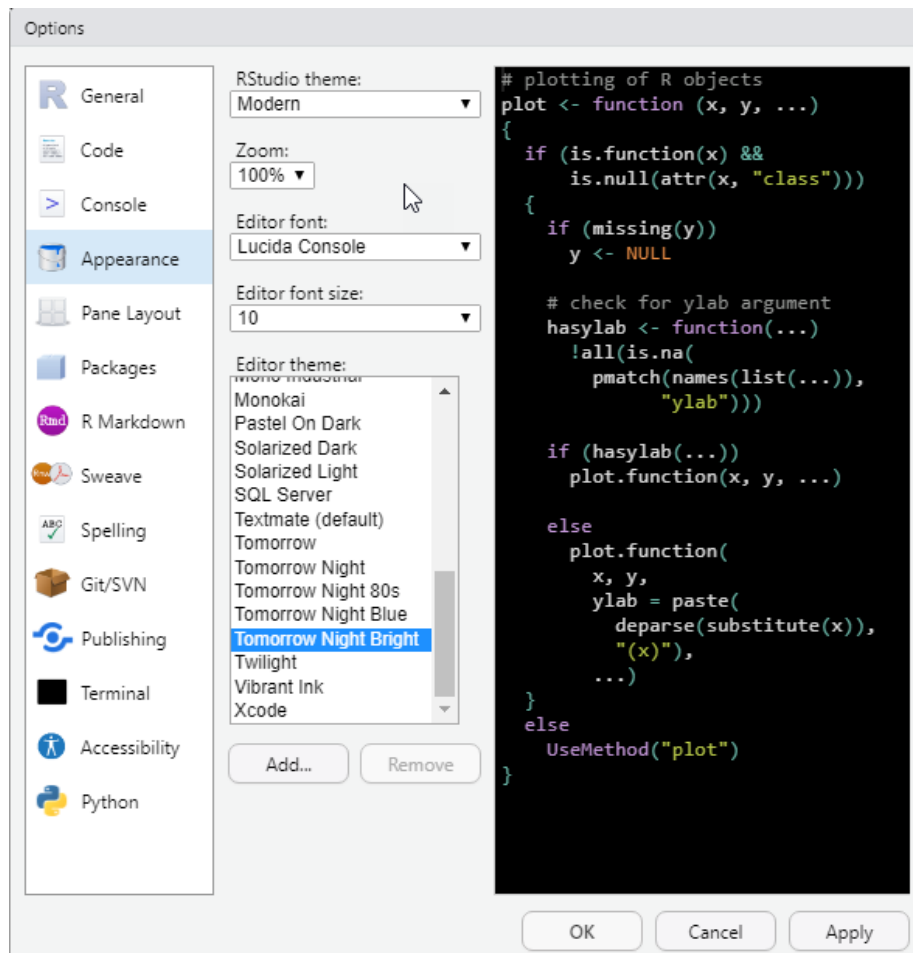 Options
General
Code
Console
Appearance
Pane Layout
Packages
Rmd R Markdown
Sweave
ABC Spelling
Git/SVN
Publishing
Terminal
Accessibility
Python
RStudio theme:
Modern
Zoom:
100%
Editor font:
Lucida Console
Editor font size:
10
Editor theme:
Mono Industrial
Monokai
Pastel On Dark
Solarized Dark
Solarized Light
SQL Server
Textmate (default)
Tomorrow
Tomorrow Night
Tomorrow Night 80s
Tomorrow Night Blue
Tomorrow Night Bright
Twilight
Vibrant Ink
Xcode
Add...
Remove
# plotting of R objects
plot <- function (x, y, ...)
{
  if (is.function(x) &&
      is.null(attr(x, "class")))
  {
    if (missing(y))
      y <- NULL
    # check for ylab argument
    hasylab <- function(...)
      !all(is.na(
        pmatch(names(list(...)),
              "ylab")))
    if (hasylab(...))
      plot.function(x, y, ...)
    else
      plot.function(
        x, y,
        ylab = paste(
          deparse(substitute(x)),
          "(x)"),
        ...)
  }
  else
    UseMethod("plot")
}
OK
Cancel
Apply